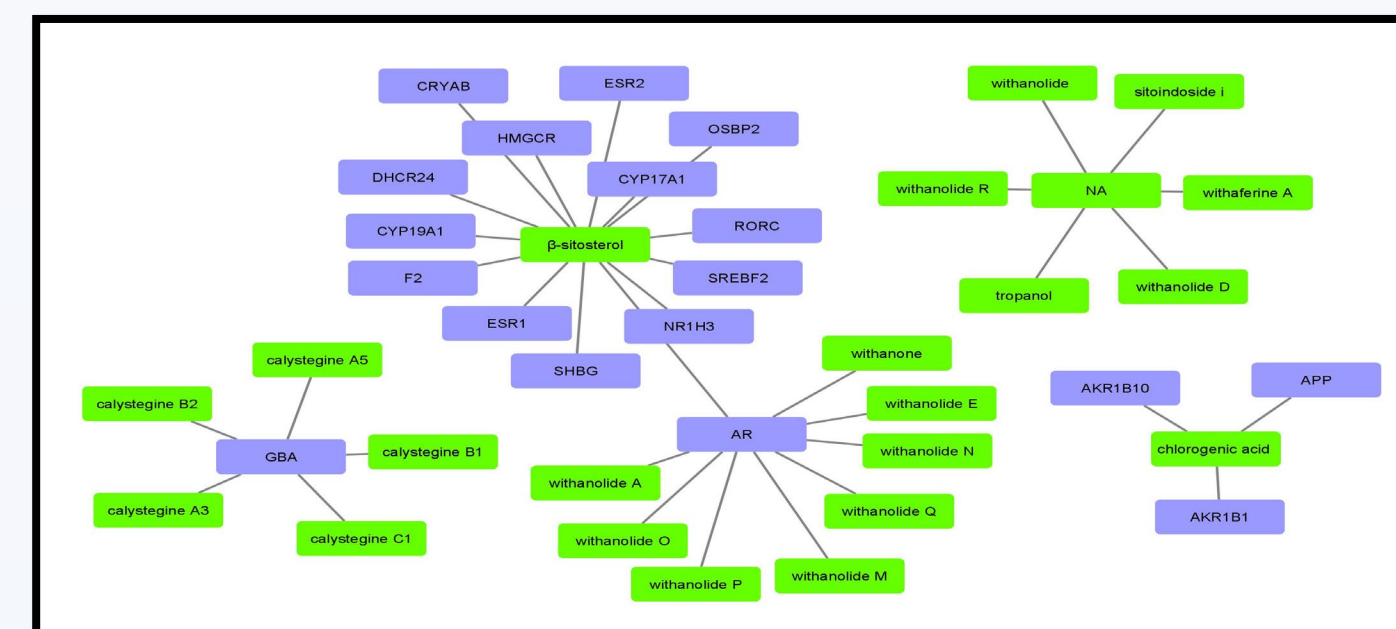 CRYAB
ESR2
HMGCR
OSBP2
DHCR24
CYP17A1
CYP19A1
RORC
β-sitosterol
F2
SREBF2
ESR1
NR1H3
SHBG
withanolide
sitoindoside i
withanolide R
NA
withaferine A
tropanol
withanolide D
calystegine A5
calystegine B2
GBA
calystegine B1
calystegine A3
calystegine C1
withanone
withanolide E
AR
withanolide N
withanolide A
withanolide Q
withanolide O
withanolide P
withanolide M
AKR1B10
APP
chlorogenic acid
AKR1B1